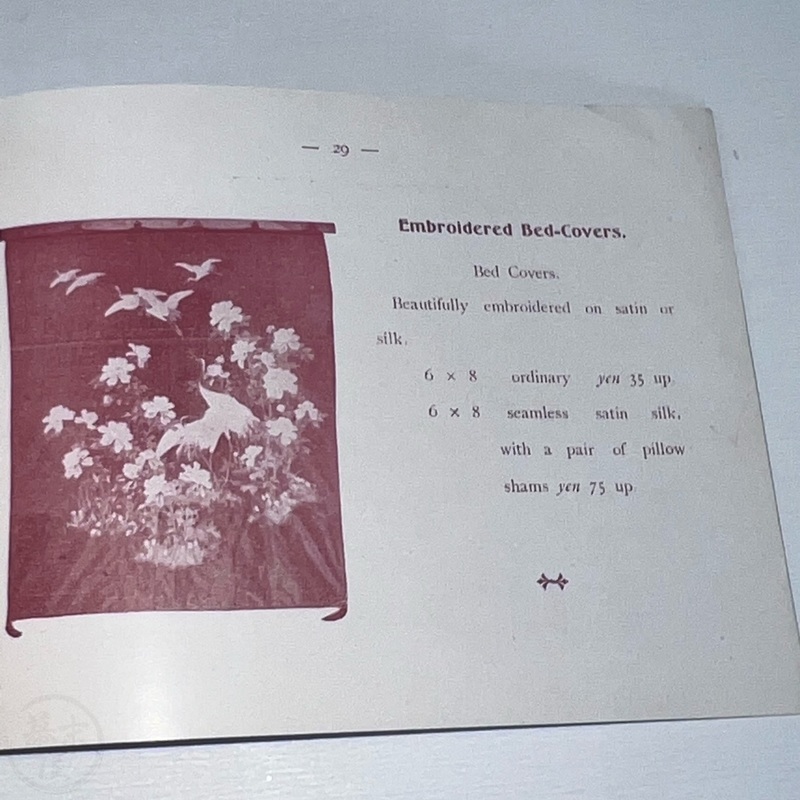 — 29 —
Embroidered Bed-Covers.
Bed Covers.
Beautifully embroidered on satin or
silk.
6 × 8 ordinary yen 35 up
6 × 8 seamless satin silk,
with a pair of pillow
shams yen 75 up